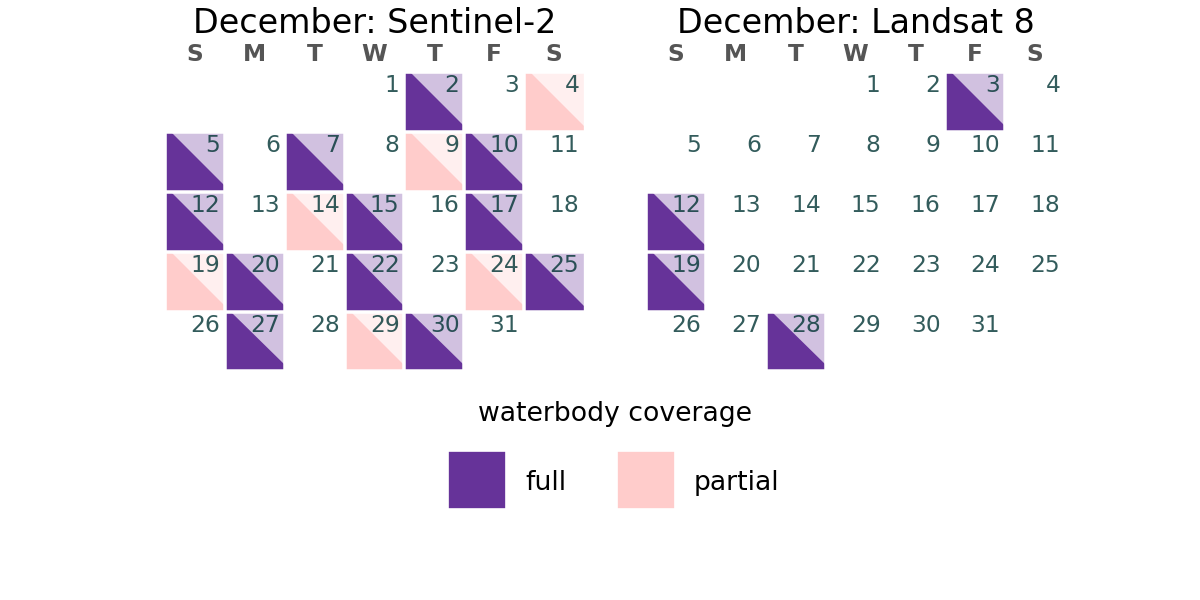 December: Sentinel-2 December: Landsat 8
S M T W T F S S M T W T F S
1 2 3 4 1 2 3 4
5 6 7 8 9 10 11 5 6 7 8 9 10 11
12 13 14 15 16 17 18 12 13 14 15 16 17 18
19 20 21 22 23 24 25 19 20 21 22 23 24 25
26 27 28 29 30 31 26 27 28 29 30 31
waterbody coverage
full partial